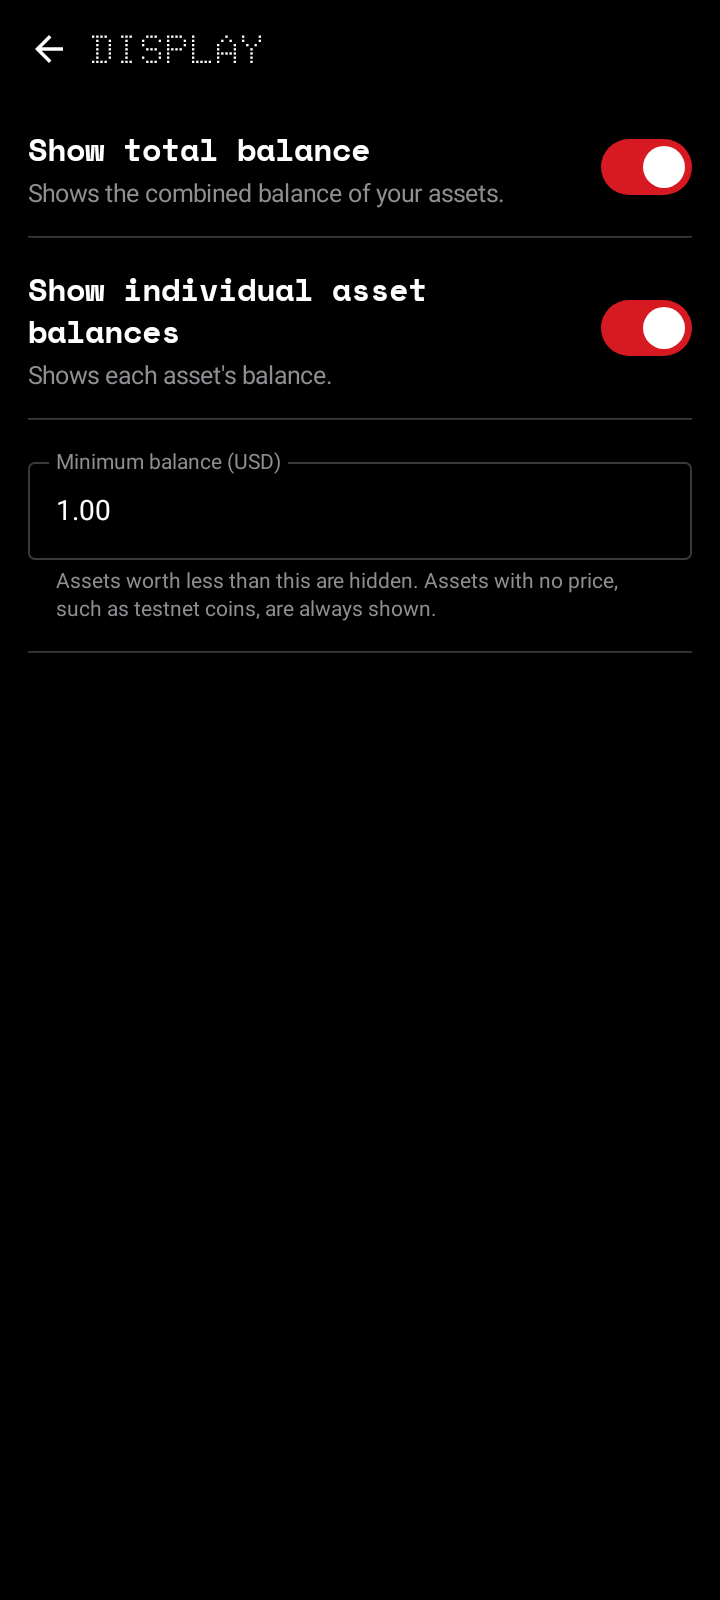 DISPLAY
Show total balance
Shows the combined balance of your assets.
Show individual asset
balances
Shows each asset's balance.
Minimum balance (USD)
1.00
Assets worth less than this are hidden. Assets with no price,
such as testnet coins, are always shown.